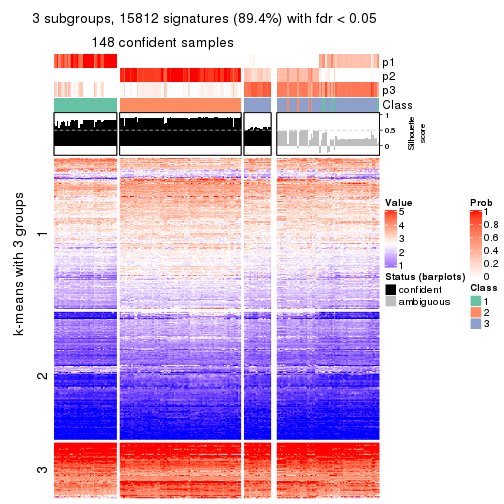 3 subgroups, 15812 signatures (89.4%) with fdr < 0.05
148 confident samples
p1
p2
p3
Class
1
0.5
0
Silhouette
score
k-means with 3 groups
1
2
3
Value
5
4
3
2
1
Status (barplots)
confident
ambiguous
Prob
1
0.8
0.6
0.4
0.2
0
Class
1
2
3